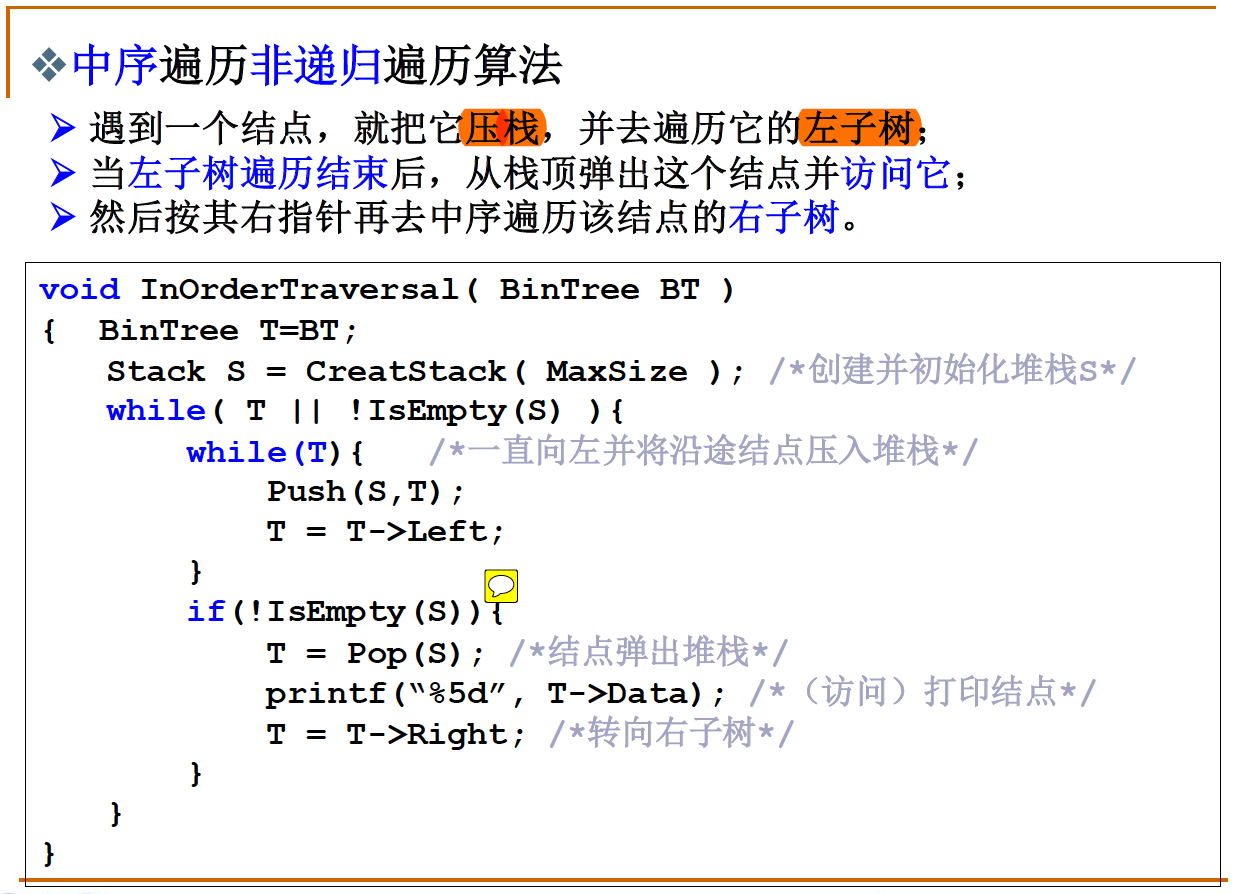 ❖中序遍历非递归遍历算法
➢ 遇到一个结点，就把它压栈，并去遍历它的左子树；
➢ 当左子树遍历结束后，从栈顶弹出这个结点并访问它；
➢ 然后按其右指针再去中序遍历该结点的右子树。
void InOrderTraversal( BinTree BT )
{ BinTree T=BT;
Stack S = CreatStack( MaxSize ); /*创建并初始化堆栈S*/
while( T || !IsEmpty(S) ){
while(T){ /*一直向左并将沿途结点压入堆栈*/
Push(S,T);
T = T->Left;
}
if(!IsEmpty(S)){
T = Pop(S); /*结点弹出堆栈*/
printf(“%5d”, T->Data); /*（访问）打印结点*/
T = T->Right; /*转向右子树*/
}
}
}